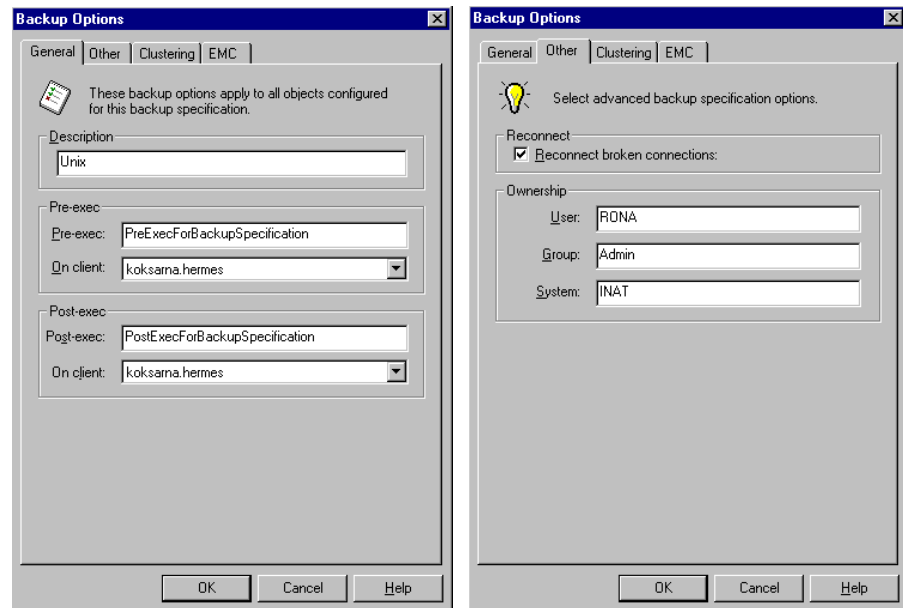 Backup Options
General Other Clustering EMC
These backup options apply to all objects configured
for this backup specification.
Description
Unix
Pre-exec
Pre-exec: PreExecForBackupSpecification
On client: koksarna.hermes
Post-exec
Post-exec: PostExecForBackupSpecification
On client: koksarna.hermes
OK Cancel Help
Backup Options
General Other Clustering EMC
Select advanced backup specification options.
Reconnect
Reconnect broken connections:
Ownership
User: RONA
Group: Admin
System: INAT
OK Cancel Help